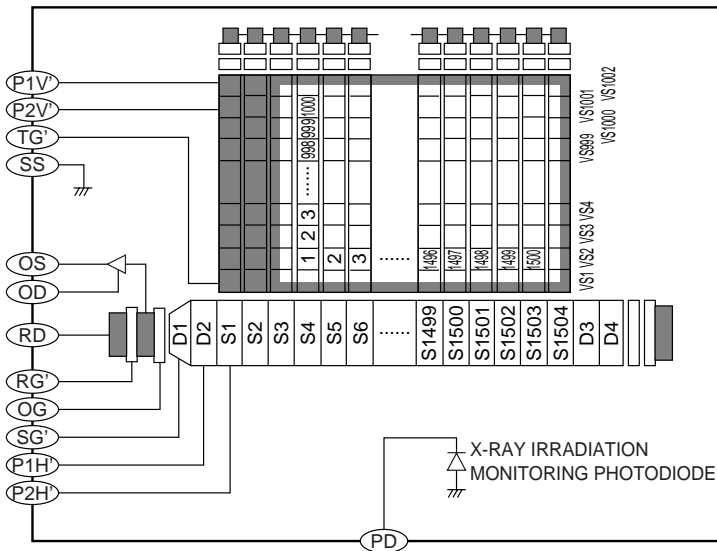 P1V'
P2V'
TG'
SS
OS
OD
RD
RG'
OG
SG'
P1H'
P2H'
1 2 3 ...... 998 999 1000
2
3
......
1496
1497
1498
1499
1500
VS1 VS2 VS3 VS4
VS999 VS1001
VS1000 VS1002
D1 D2 S1 S2 S3 S4 S5 S6 ...... S1499 S1500 S1501 S1502 S1503 S1504 D3 D4
X-RAY IRRADIATION
MONITORING PHOTODIODE
PD